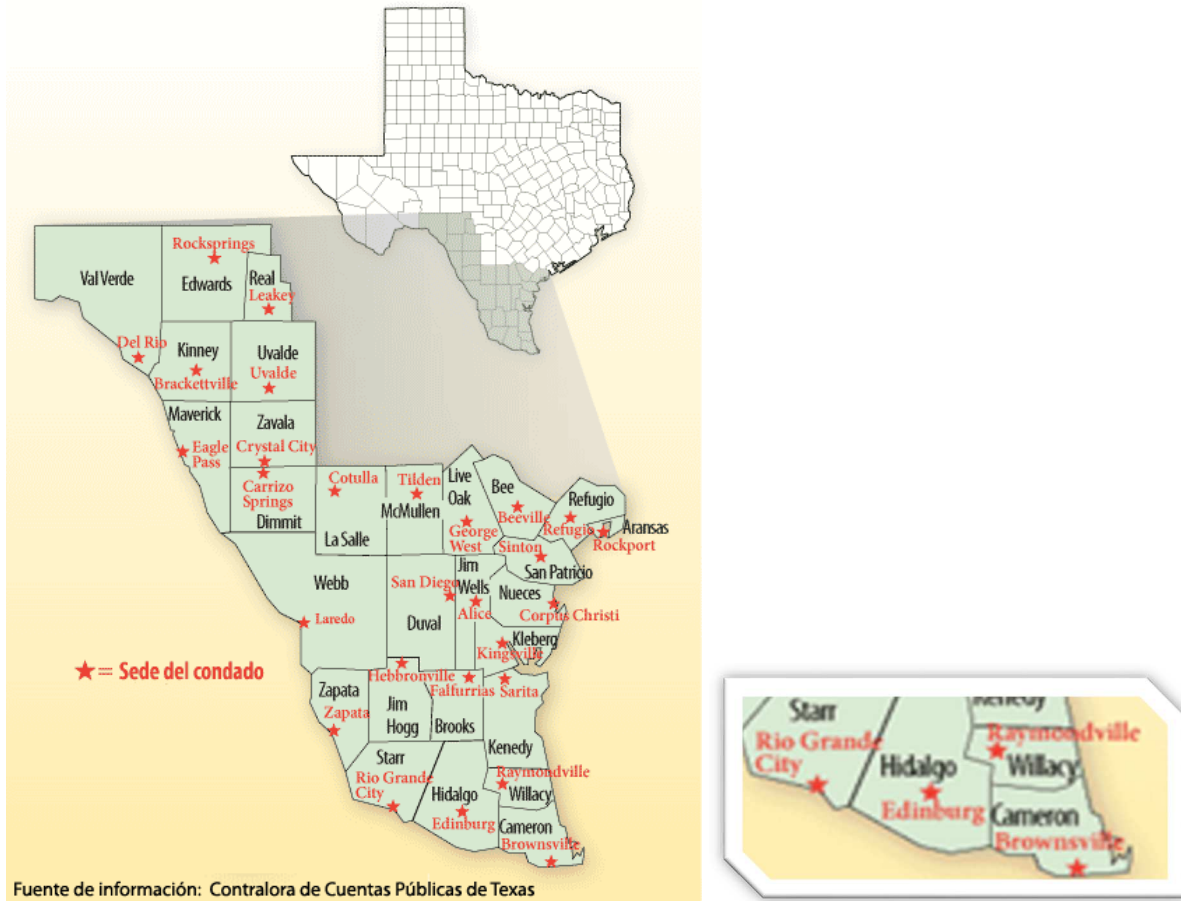 Rocksprings
Val Verde
Edwards
Real
Leakey
Del Rio
Kinney
Brackettville
Uvalde
Uvalde
Maverick
Eagle
Pass
Zavala
Crystal City
Carrizo
Springs
Dimmit
Cotulla
La Salle
Tilden
McMullen
Live
Oak
George
West
Bee
Beeville
Refugio
Refugio
Aransas
Rockport
Sinton
San Patricio
Webb
Laredo
San Diego
Duval
Jim
Wells
Alice
Nueces
Corpus Christi
Kleberg
Kingsville
★= Sede del condado
Hebbronville
Falfurrias
Sarita
Zapata
Zapata
Jim
Hogg
Brooks
Kenedy
Starr
Rio Grande
City
Hidalgo
Edinburg
Raymondville
Willacy
Cameron
Brownsville
Fuente de información: Contralora de Cuentas Públicas de Texas
Kenedy
Starr
Rio Grande
City
Hidalgo
Edinburg
Raymondville
Willacy
Cameron
Brownsville